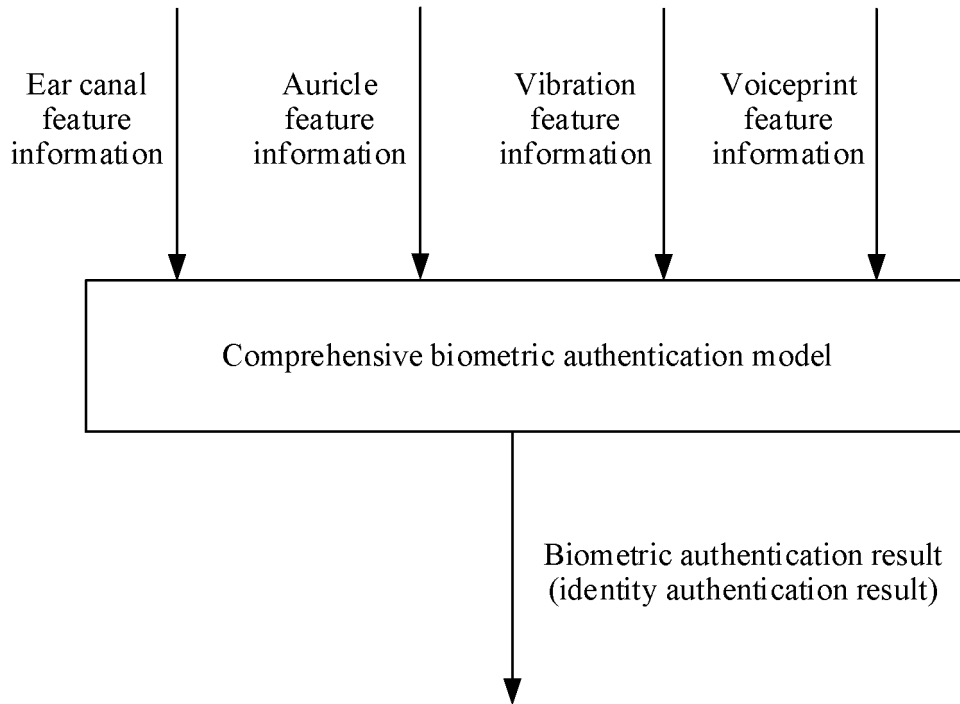 Ear canal
feature
information
Auricle
feature
information
Vibration
feature
information
Voiceprint
feature
information
Comprehensive biometric authentication model
Biometric authentication result
(identity authentication result)